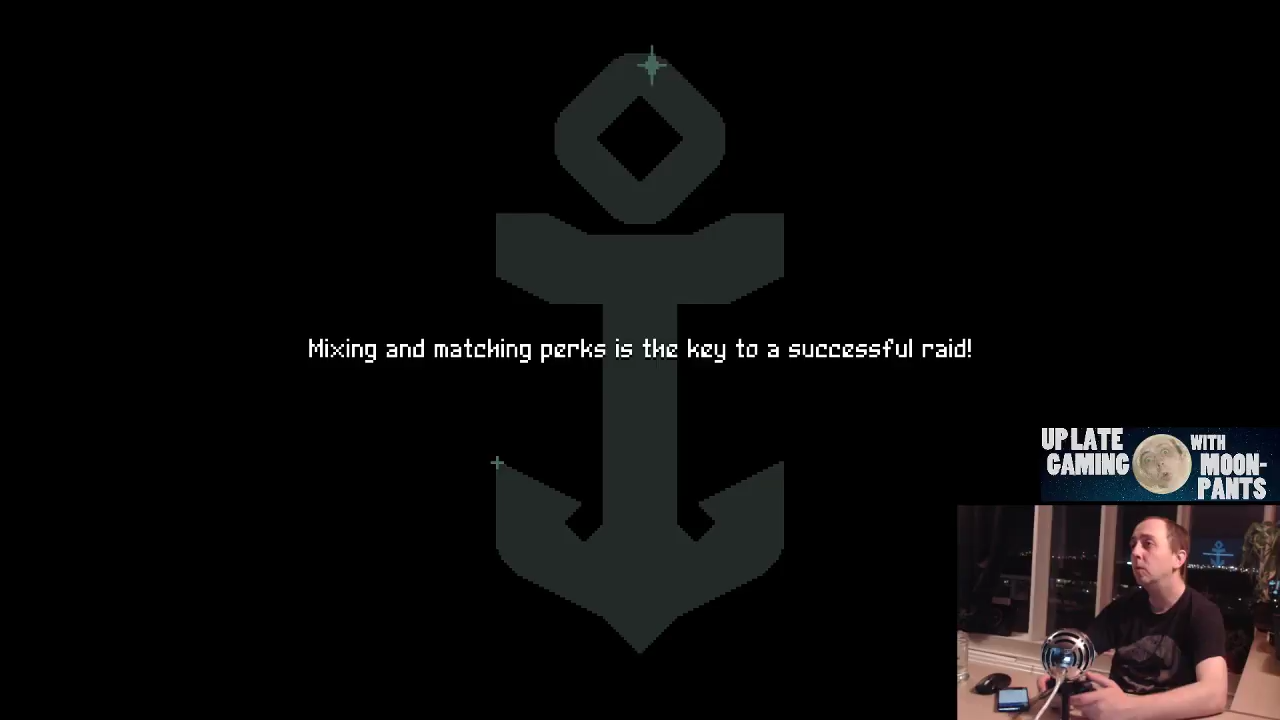 Mixing and matching perks is the key to a successful raid!
UP LATE
GAMING
WITH
MOON-
PANTS